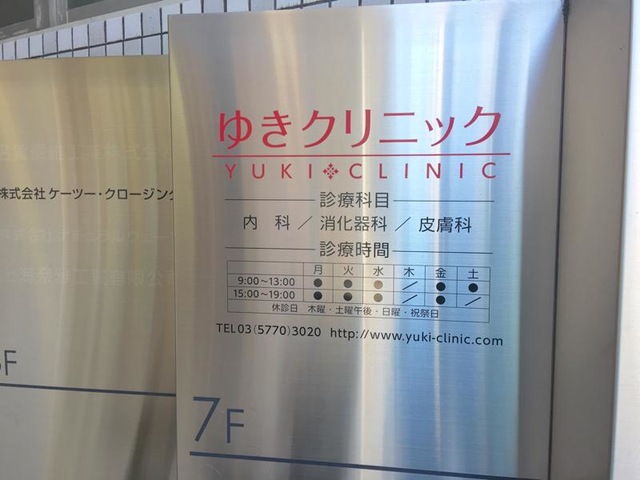 ゆきクリニック
YUKI CLINIC
診療科目
内 科 ／ 消化器科 ／ 皮膚科
診療時間
月 火 水 木 金 土
9:00～13:00 ● ● ● ／ ● ●
15:00～19:00 ● ● ● ／ ● ／
休診日 木曜・土曜午後・日曜・祝祭日
TEL03(5770)3020 http://www.yuki-clinic.com
7F
株式会社 ケーツー・クロージング
F